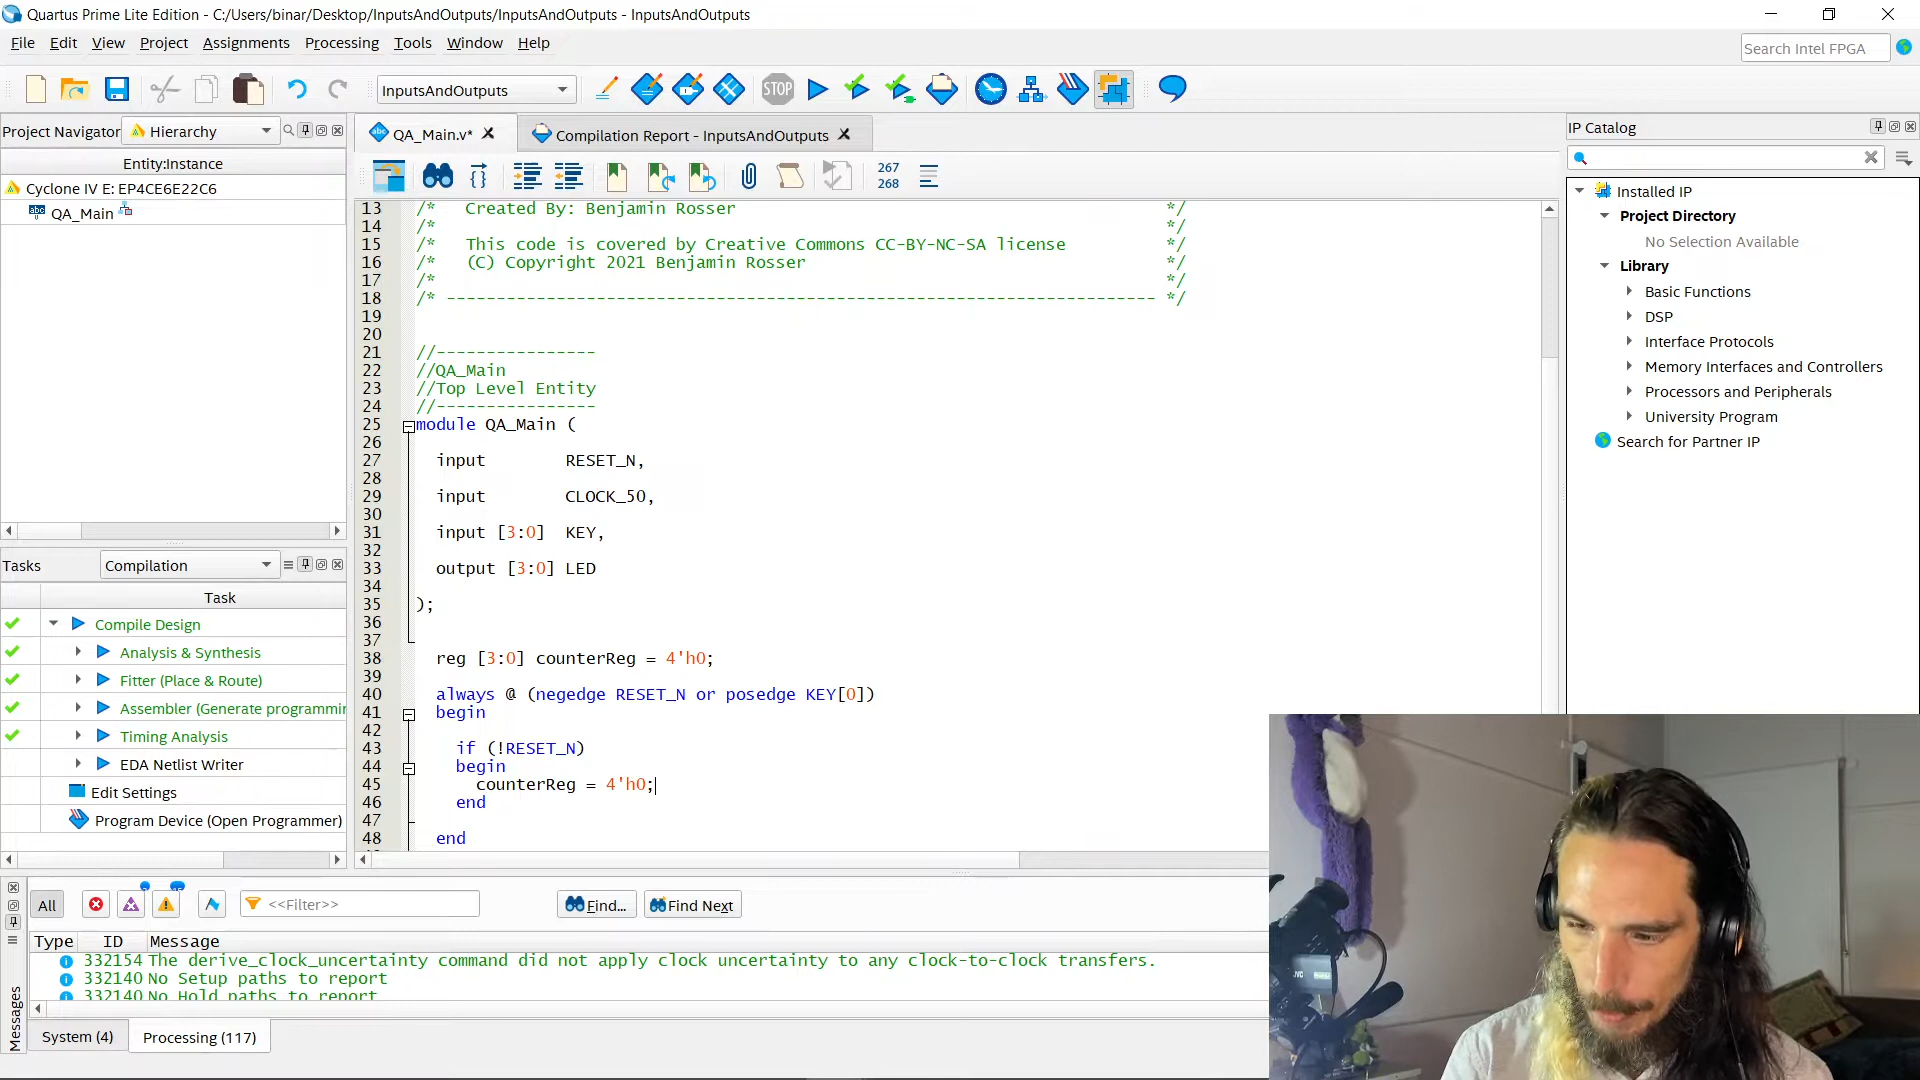 Quartus Prime Lite Edition - C:/Users/binar/Desktop/InputsAndOutputs/InputsAndOutputs - InputsAndOutputs
File Edit View Project Assignments Processing Tools Window Help
Search Intel FPGA
InputsAndOutputs
STOP
Project Navigator Hierarchy
QA_Main.v*
Compilation Report - InputsAndOutputs
IP Catalog
Entity:Instance
Cyclone IV E: EP4CE6E22C6
QA_Main
267
268
Installed IP
Project Directory
No Selection Available
Library
Basic Functions
DSP
Interface Protocols
Memory Interfaces and Controllers
Processors and Peripherals
University Program
Search for Partner IP
13 /* Created By: Benjamin Rosser */
14 /* */
15 /* This code is covered by Creative Commons CC-BY-NC-SA license */
16 /* (C) Copyright 2021 Benjamin Rosser */
17 /* */
18 /* ----------------------------------------------------------------------- */
19
20
21 //----------------
22 //QA_Main
23 //Top Level Entity
24 //----------------
25 module QA_Main (
26
27 input RESET_N,
28
29 input CLOCK_50,
30
31 input [3:0] KEY,
32
33 output [3:0] LED
34
35 );
36
37
38 reg [3:0] counterReg = 4'h0;
39
40 always @ (negedge RESET_N or posedge KEY[0])
41 begin
42
43 if (!RESET_N)
44 begin
45 counterReg = 4'h0;
46 end
47
48 end
Tasks Compilation
Task
Compile Design
Analysis & Synthesis
Fitter (Place & Route)
Assembler (Generate programmin
Timing Analysis
EDA Netlist Writer
Edit Settings
Program Device (Open Programmer)
All
<<Filter>>
Find...
Find Next
Type ID Message
332154 The derive_clock_uncertainty command did not apply clock uncertainty to any clock-to-clock transfers.
332140 No Setup paths to report
332140 No Hold paths to report
Messages
System (4)
Processing (117)